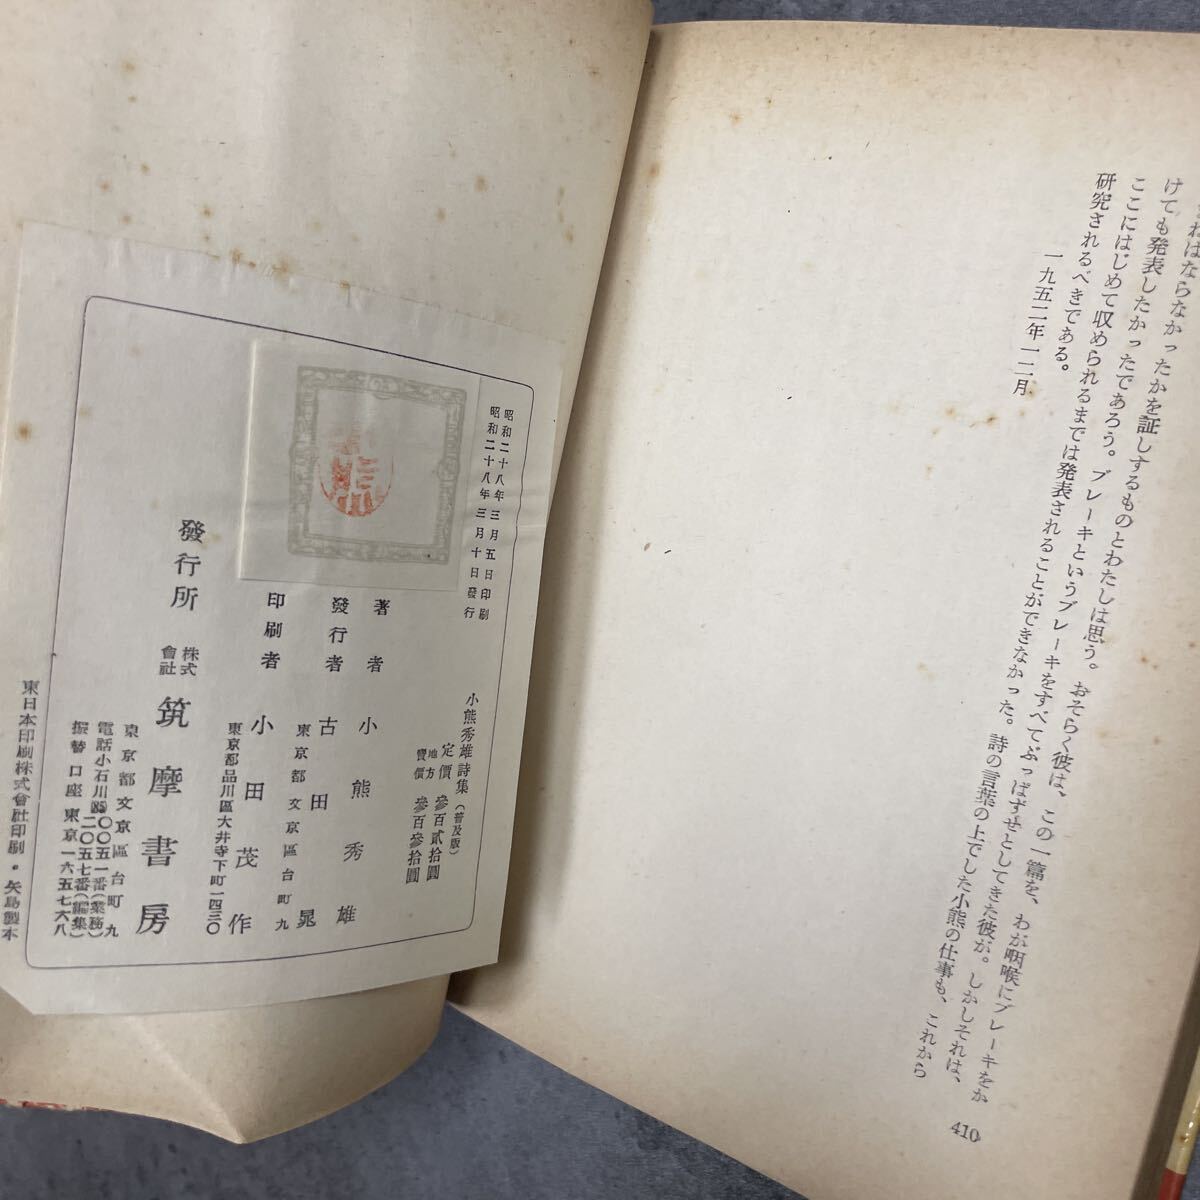 ねばならなかったかを証しするものとわたしは思う。おそらく彼は、この一篇を、わが咽喉にブレーキをか
けても発表したかったであろう。ブレーキというブレーキをすべてぶっぱずせとしてきた彼が。しかしそれは、
ここにはじめて収められるまでは発表されることができなかった。詩の言葉の上でした小熊の仕事も、これから
研究されるべきである。
一九五二年一二月
410
昭和二十八年三月五日印刷
昭和二十八年三月十日發行
小熊秀雄詩集(普及版)
定價 參百貳拾圓
地方賣價 參百參拾圓
著者 小熊秀雄
發行者 古田晁
東京都文京區台町九
印刷者 小田茂作
東京都品川區大井寺下町一四三〇
發行所 株式會社 筑摩書房
東京都文京區台町九
電話小石川(85)〇〇五一番(業務)
二〇五七番(編集)
振替口座東京一六五七六八
東日本印刷株式會社印刷・矢島製本